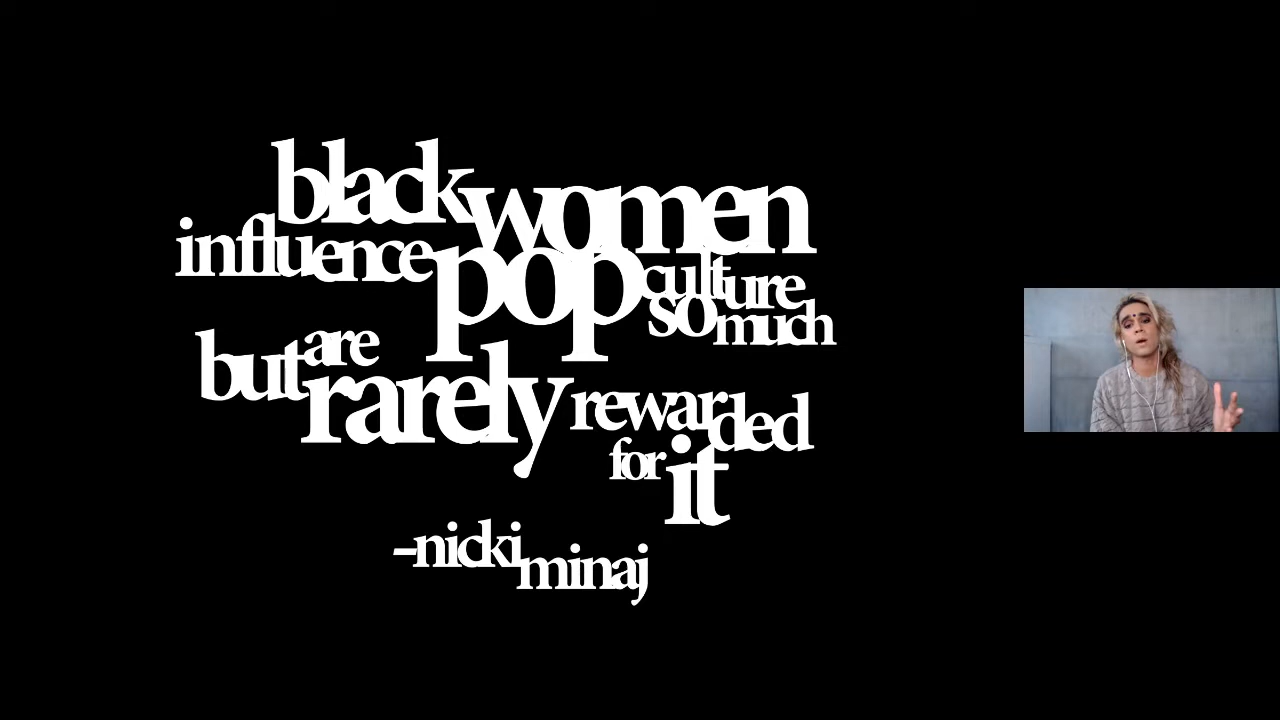 black women
influence pop culture
so much
but are rarely rewarded
for it
–nicki minaj